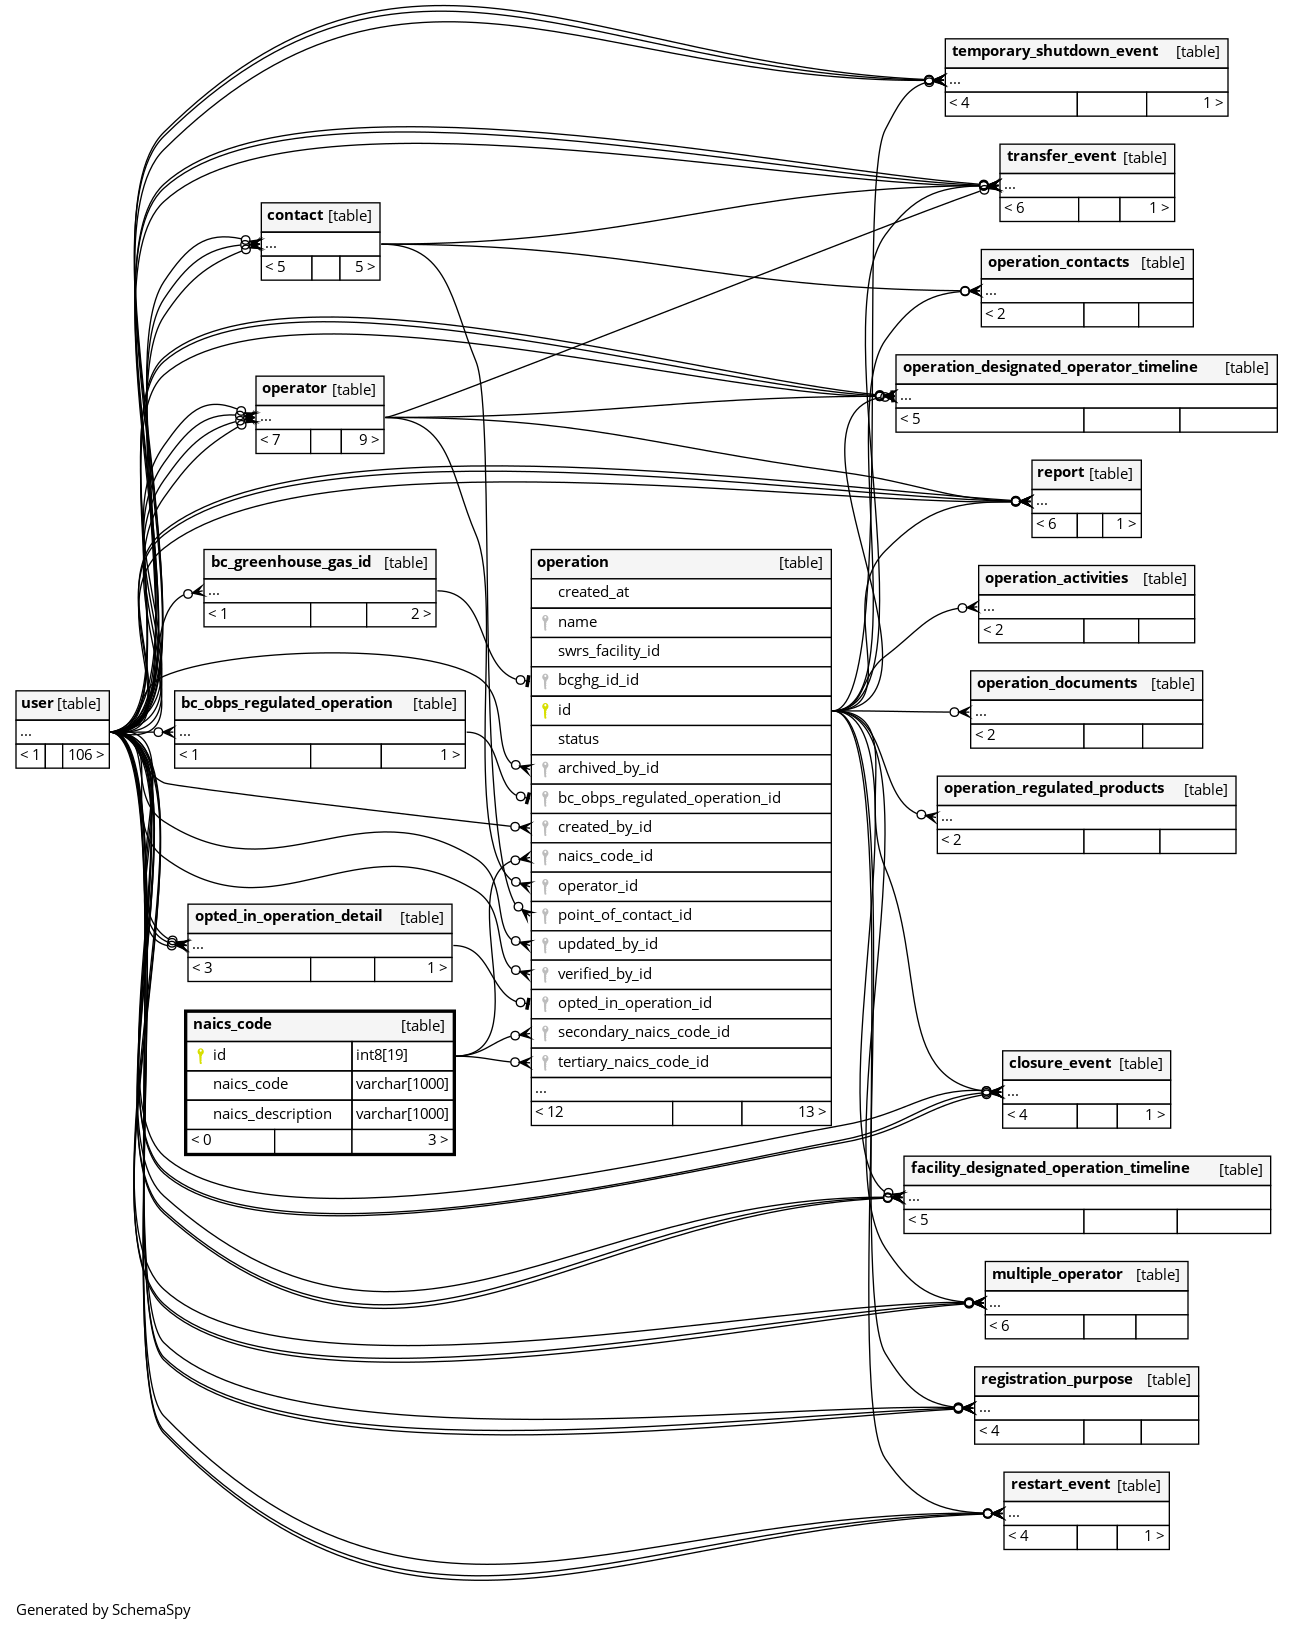 temporary_shutdown_event [table]
...
< 4 1 >
transfer_event [table]
...
< 6 1 >
contact [table]
...
< 5 5 >
operation_contacts [table]
...
< 2
operation_designated_operator_timeline [table]
...
< 5
operator [table]
...
< 7 9 >
report [table]
...
< 6 1 >
bc_greenhouse_gas_id [table]
...
< 1 2 >
operation [table]
created_at
name
swrs_facility_id
bcghg_id_id
id
status
archived_by_id
bc_obps_regulated_operation_id
created_by_id
naics_code_id
operator_id
point_of_contact_id
updated_by_id
verified_by_id
opted_in_operation_id
secondary_naics_code_id
tertiary_naics_code_id
...
< 12 13 >
operation_activities [table]
...
< 2
operation_documents [table]
...
< 2
user [table]
...
< 1 106 >
bc_obps_regulated_operation [table]
...
< 1 1 >
operation_regulated_products [table]
...
< 2
opted_in_operation_detail [table]
...
< 3 1 >
naics_code [table]
id int8[19]
naics_code varchar[1000]
naics_description varchar[1000]
< 0 3 >
closure_event [table]
...
< 4 1 >
facility_designated_operation_timeline [table]
...
< 5
multiple_operator [table]
...
< 6
registration_purpose [table]
...
< 4
restart_event [table]
...
< 4 1 >
Generated by SchemaSpy